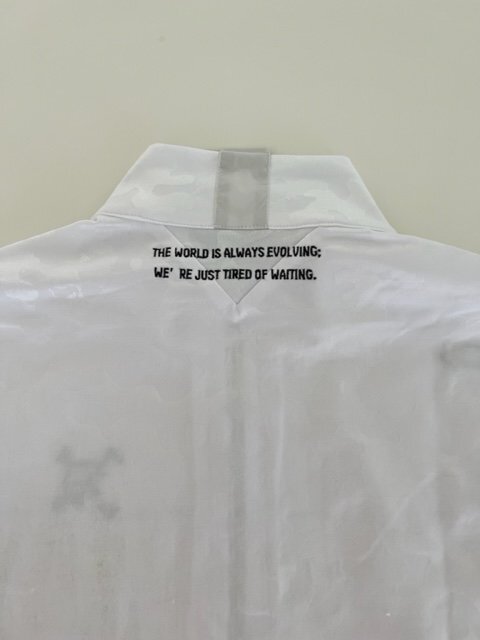 THE WORLD IS ALWAYS EVOLVING;
WE' RE JUST TIRED OF WAITING.